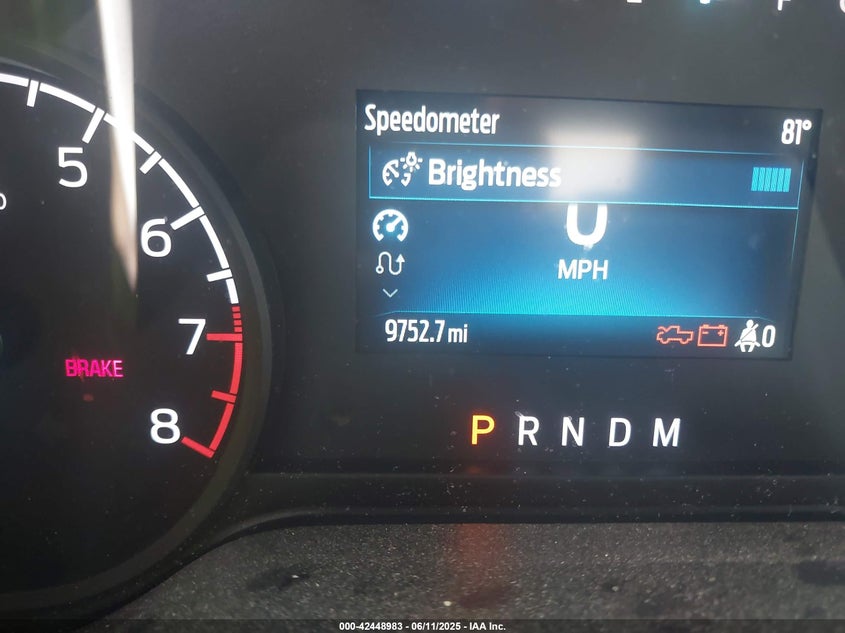 Speedometer 81°
Brightness
5
6
0
MPH
7
9752.7 mi
0
BRAKE
8
P R N D M
000-42448983 - 06/11/2025 - IAA Inc.